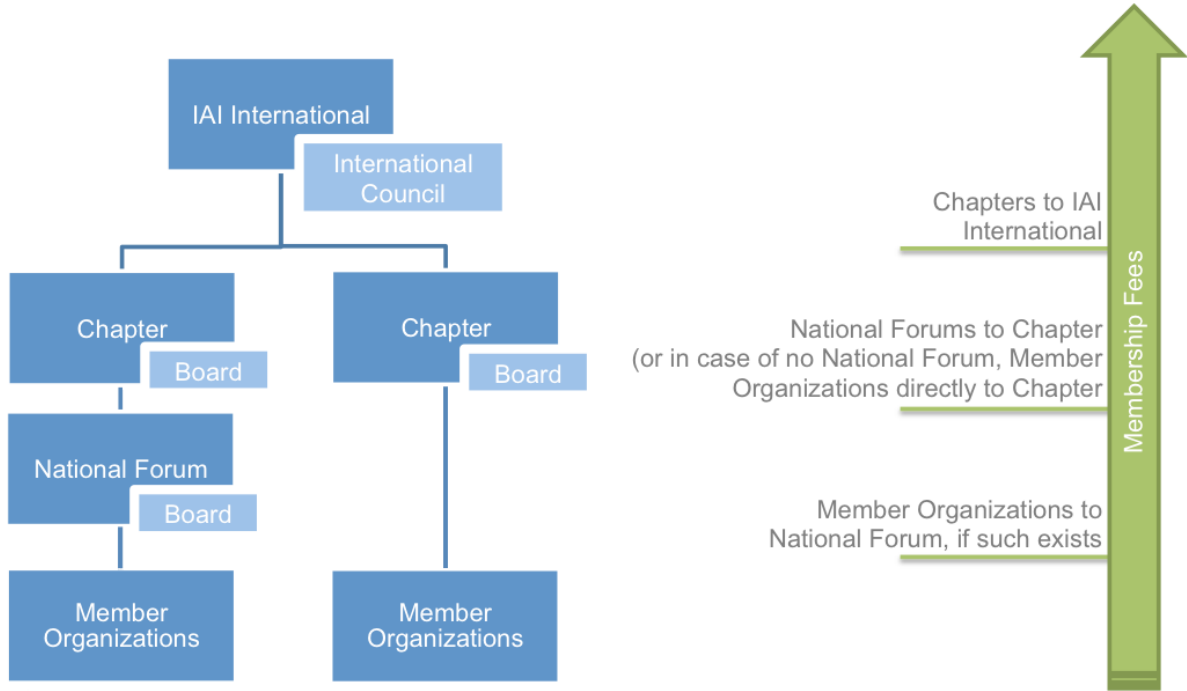 IAI International
International
Council
Chapter
Board
Chapter
Board
National Forum
Board
Member
Organizations
Member
Organizations
Chapters to IAI
International
National Forums to Chapter
(or in case of no National Forum, Member
Organizations directly to Chapter
Member Organizations to
National Forum, if such exists
Membership Fees